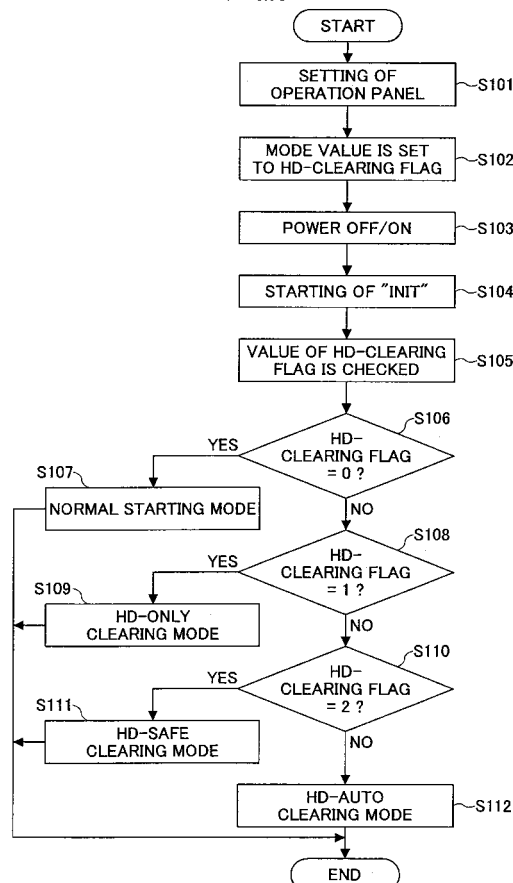 START
SETTING OF
OPERATION PANEL
S101
MODE VALUE IS SET
TO HD-CLEARING FLAG
S102
POWER OFF/ON
S103
STARTING OF "INIT"
S104
VALUE OF HD-CLEARING
FLAG IS CHECKED
S105
S106
HD-
CLEARING FLAG
= 0 ?
YES
NO
S107
NORMAL STARTING MODE
S108
HD-
CLEARING FLAG
= 1 ?
YES
NO
S109
HD-ONLY
CLEARING MODE
S110
HD-
CLEARING FLAG
= 2 ?
YES
NO
S111
HD-SAFE
CLEARING MODE
HD-AUTO
CLEARING MODE
S112
END